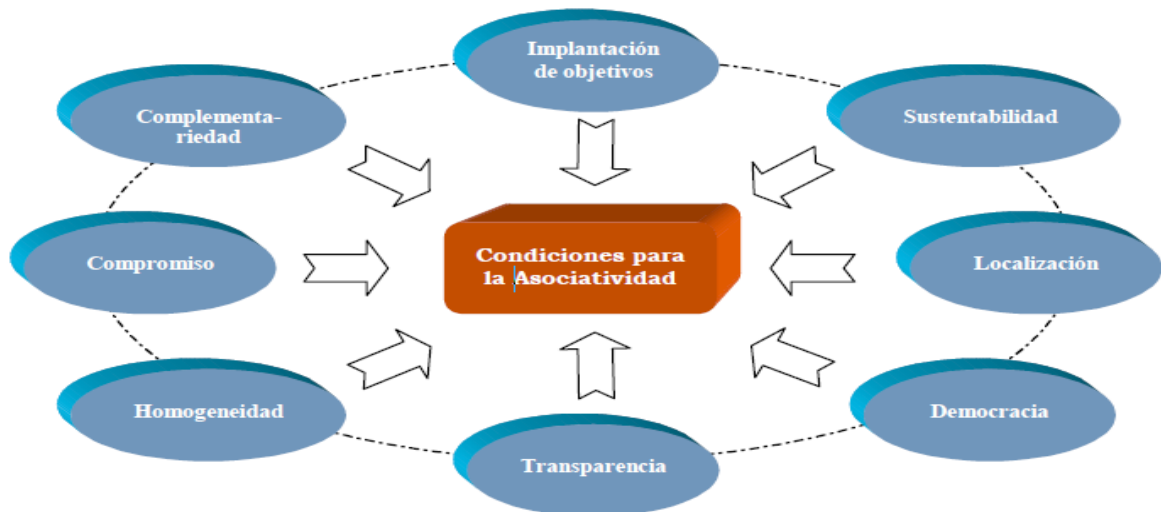 Implantación
de objetivos
Complementa-
riedad
Sustentabilidad
Compromiso
Condiciones para
la Asociatividad
Localización
Homogeneidad
Democracia
Transparencia